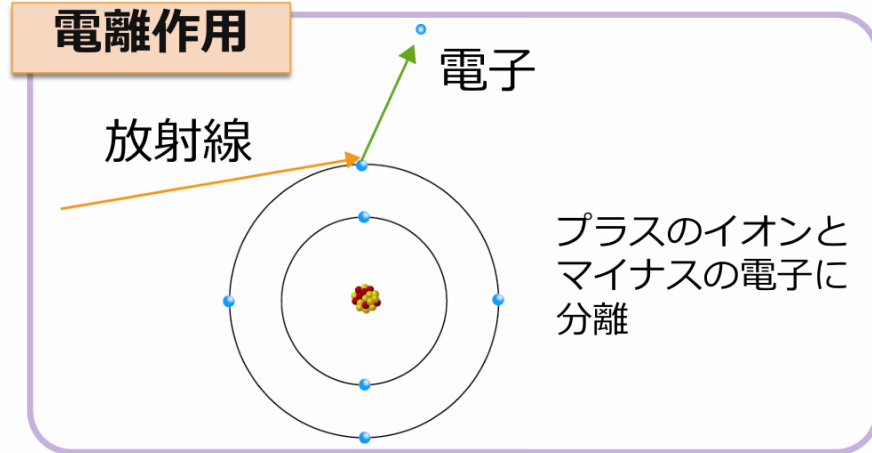 電離作用
電子
放射線
プラスのイオンと
マイナスの電子に
分離